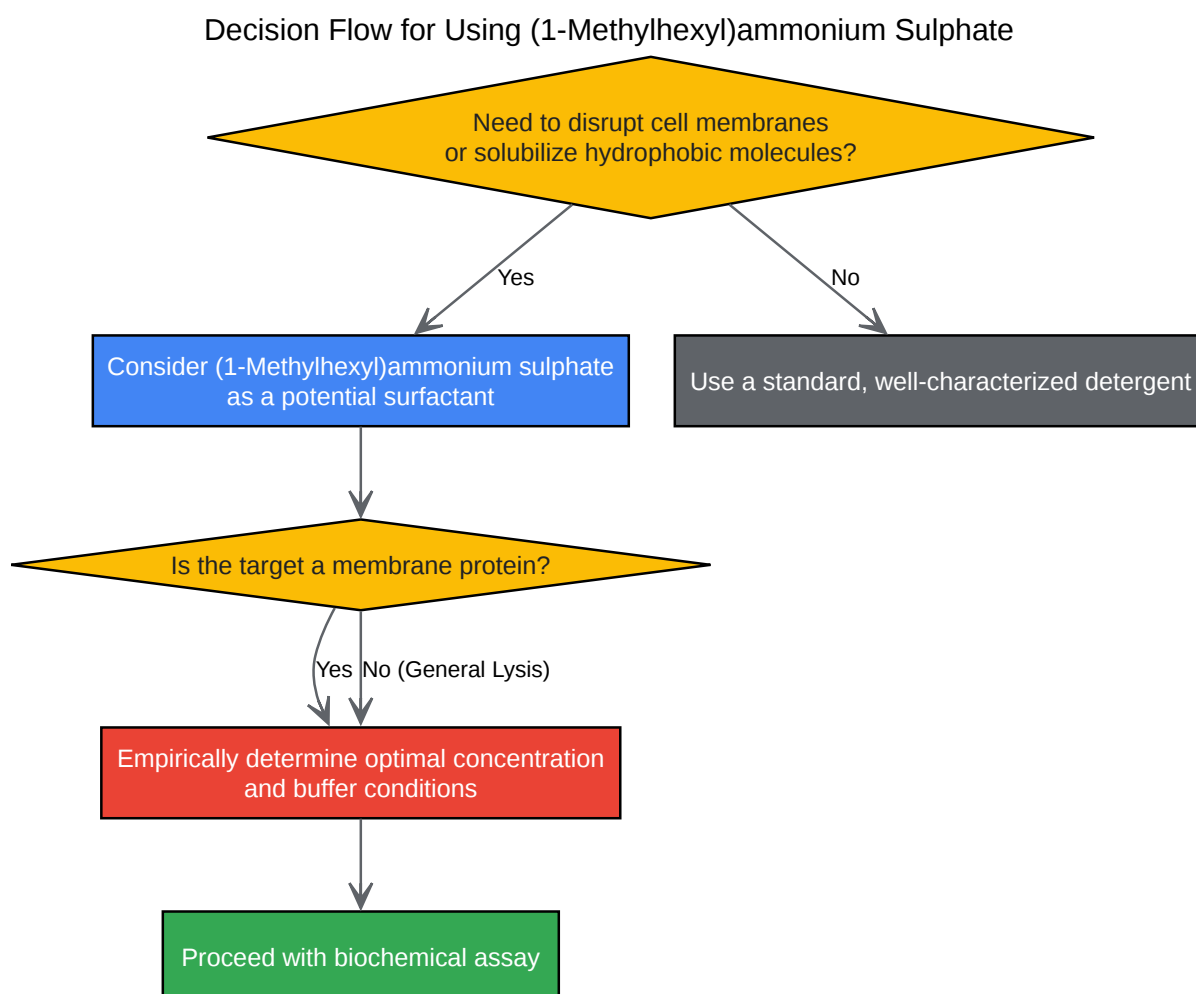 Decision Flow for Using (1-Methylhexyl)ammonium Sulphate
Need to disrupt cell membranes
or solubilize hydrophobic molecules?
Yes
No
Consider (1-Methylhexyl)ammonium sulphate
as a potential surfactant
Use a standard, well-characterized detergent
Is the target a membrane protein?
Yes
No (General Lysis)
Empirically determine optimal concentration
and buffer conditions
Proceed with biochemical assay